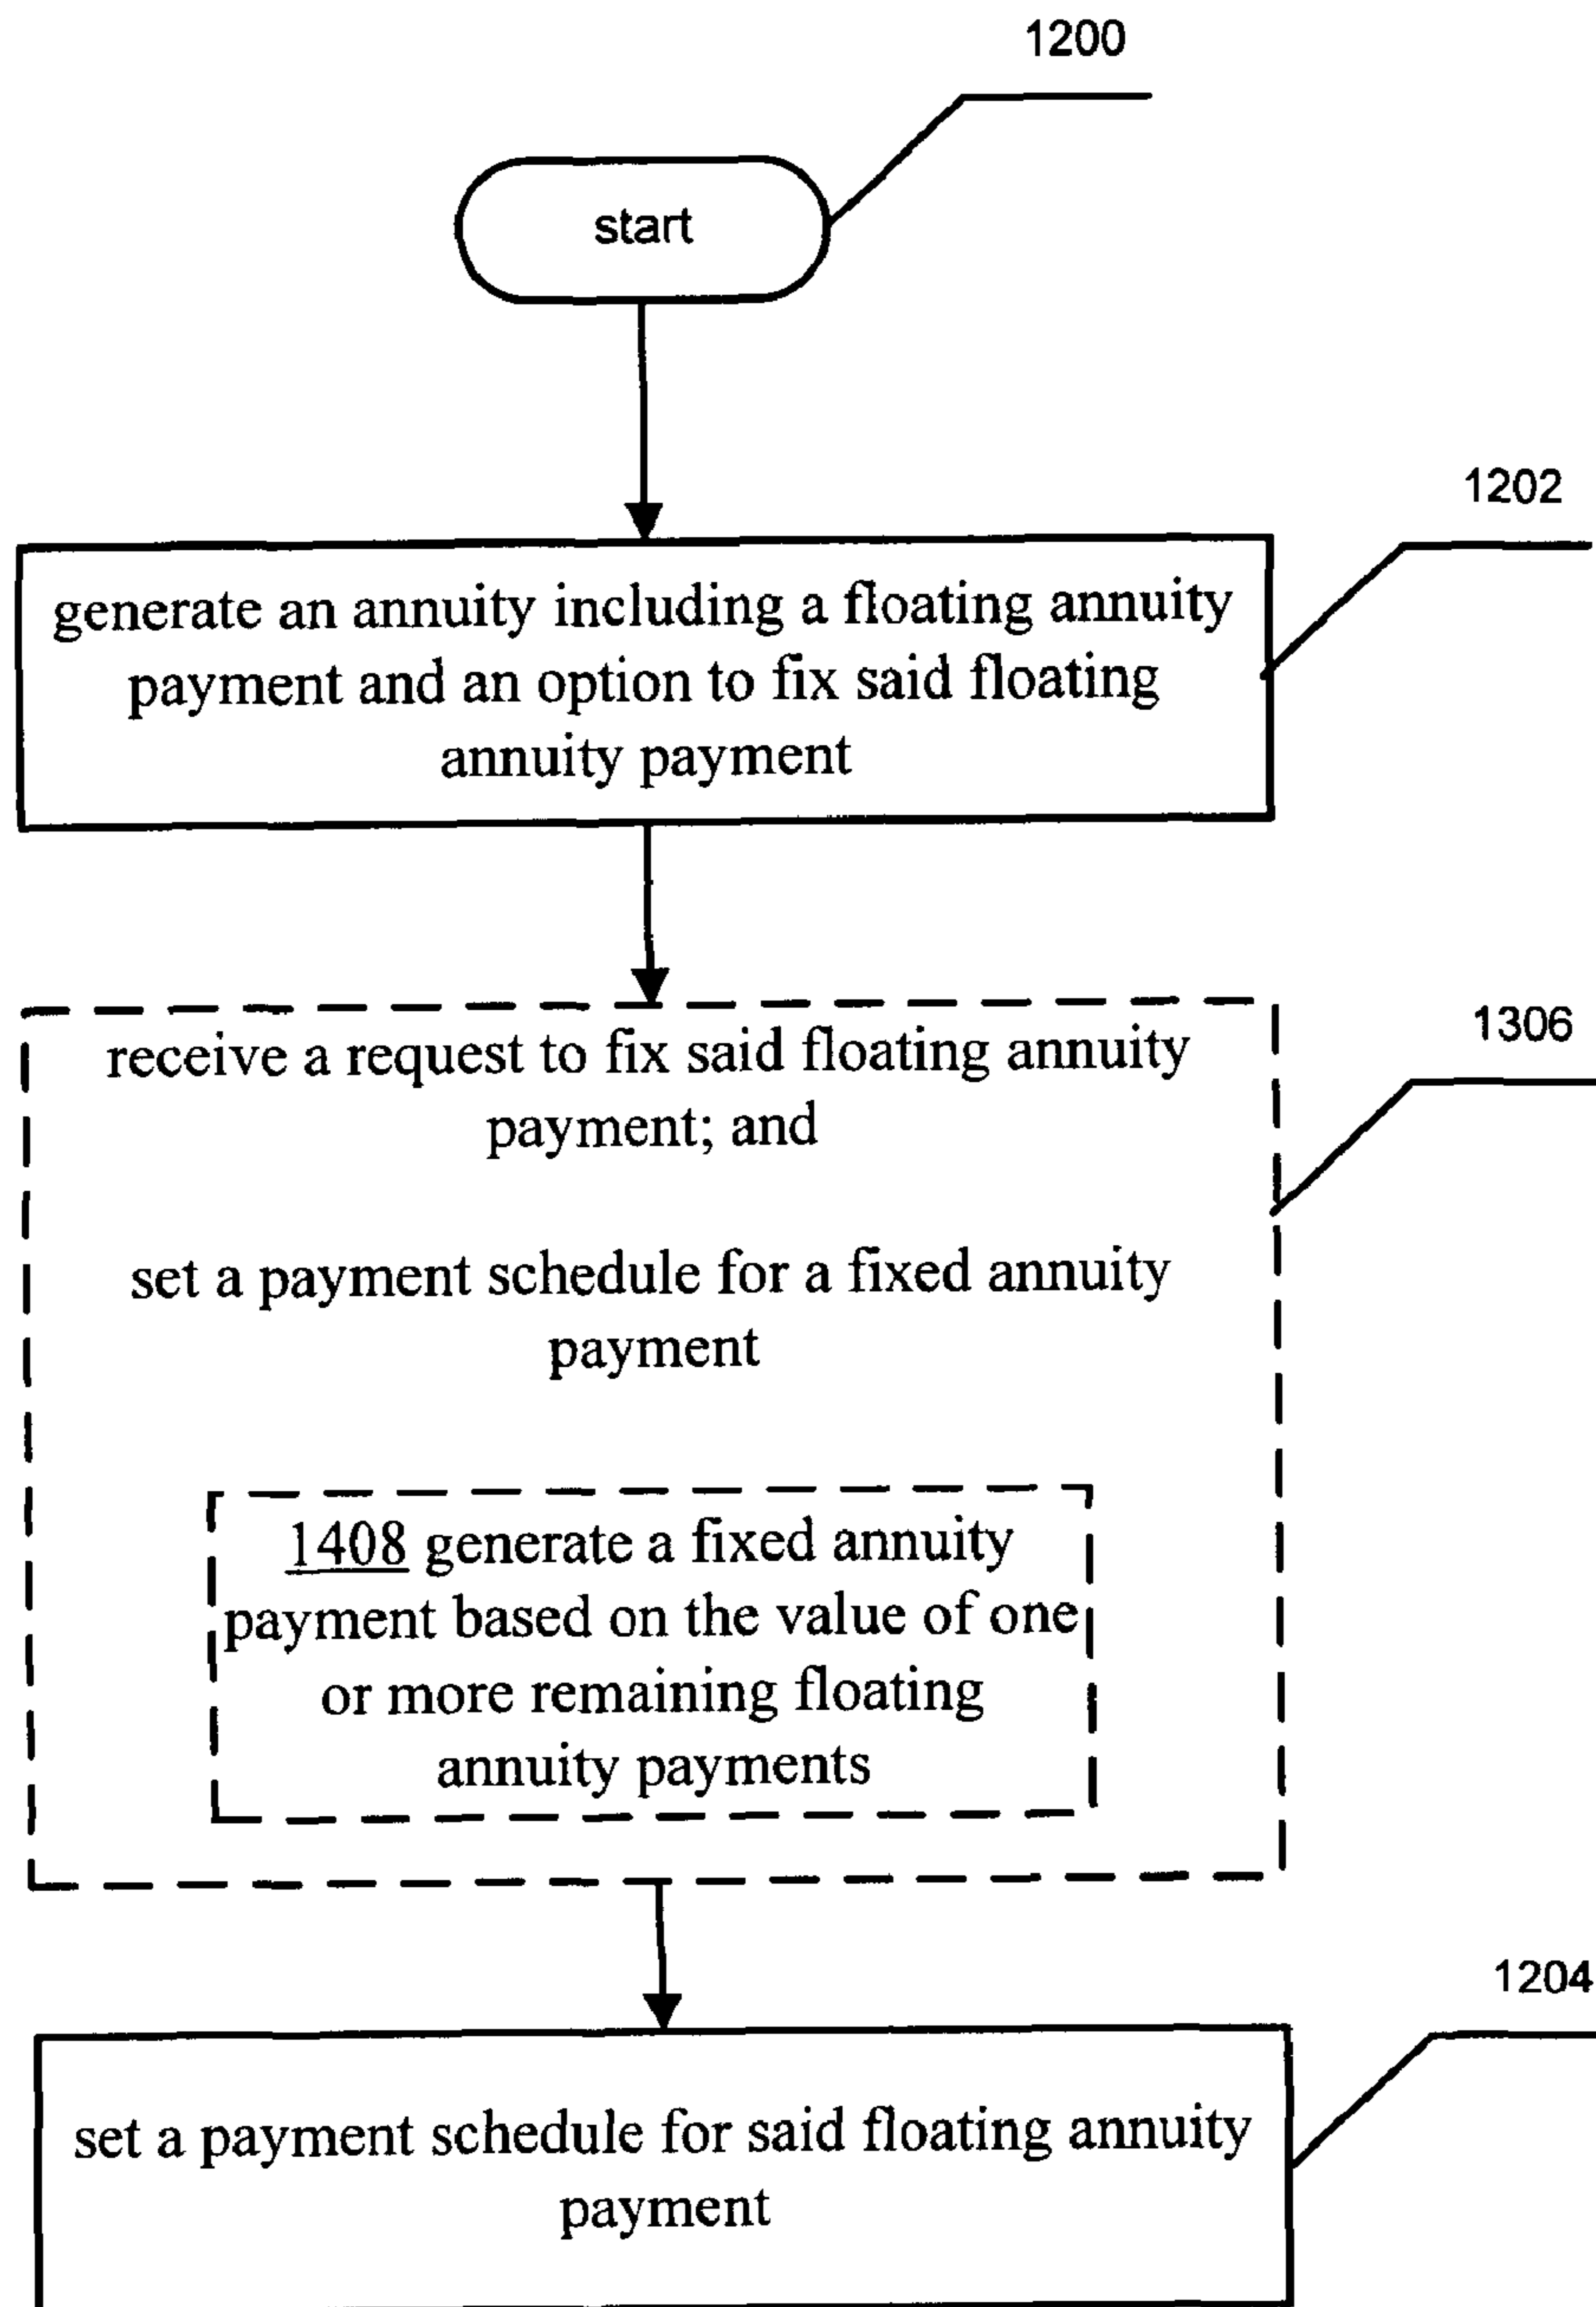 1200
start
1202
generate an annuity including a floating annuity
payment and an option to fix said floating
annuity payment
1306
receive a request to fix said floating annuity
payment; and
set a payment schedule for a fixed annuity
payment
1408 generate a fixed annuity
payment based on the value of one
or more remaining floating
annuity payments
1204
set a payment schedule for said floating annuity
payment